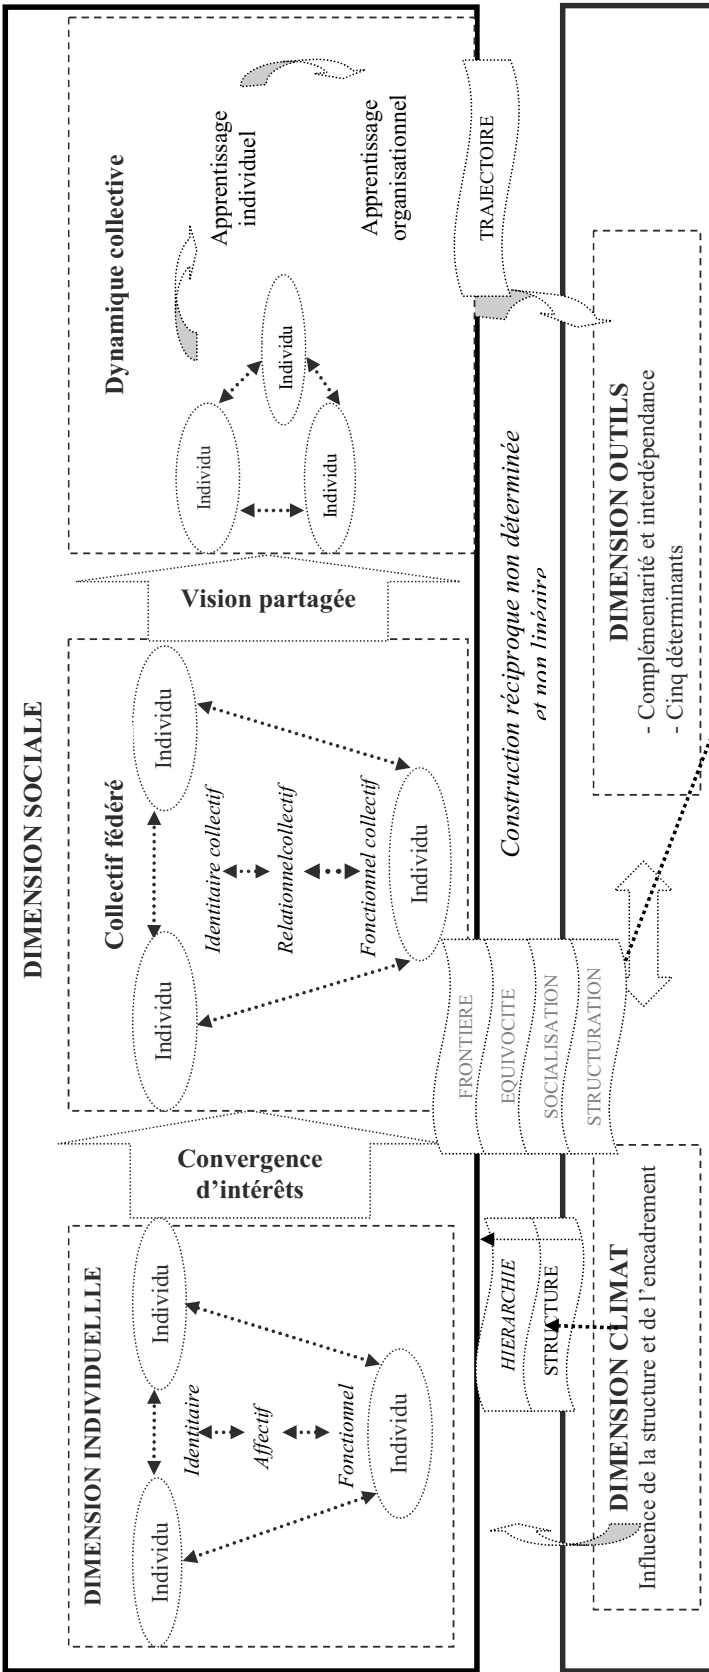 DIMENSION SOCIALE
DIMENSION INDIVIDUELLLE
Individu
Individu
Identitaire
Affectif
Fonctionnel
Individu
Convergence
d’intérêts
Collectif fédéré
Individu
Individu
Identitaire collectif
Relationnelcollectif
Fonctionnel collectif
Individu
Vision partagée
Dynamique collective
Individu
Individu
Individu
Apprentissage
individuel
Apprentissage
organisationnel
HIERARCHIE
STRUCTURE
FRONTIERE
EQUIVOCITE
SOCIALISATION
STRUCTURATION
Construction réciproque non déterminée
et non linéaire
TRAJECTOIRE
DIMENSION CLIMAT
Influence de la structure et de l’encadrement
DIMENSION OUTILS
- Complémentarité et interdépendance
- Cinq déterminants